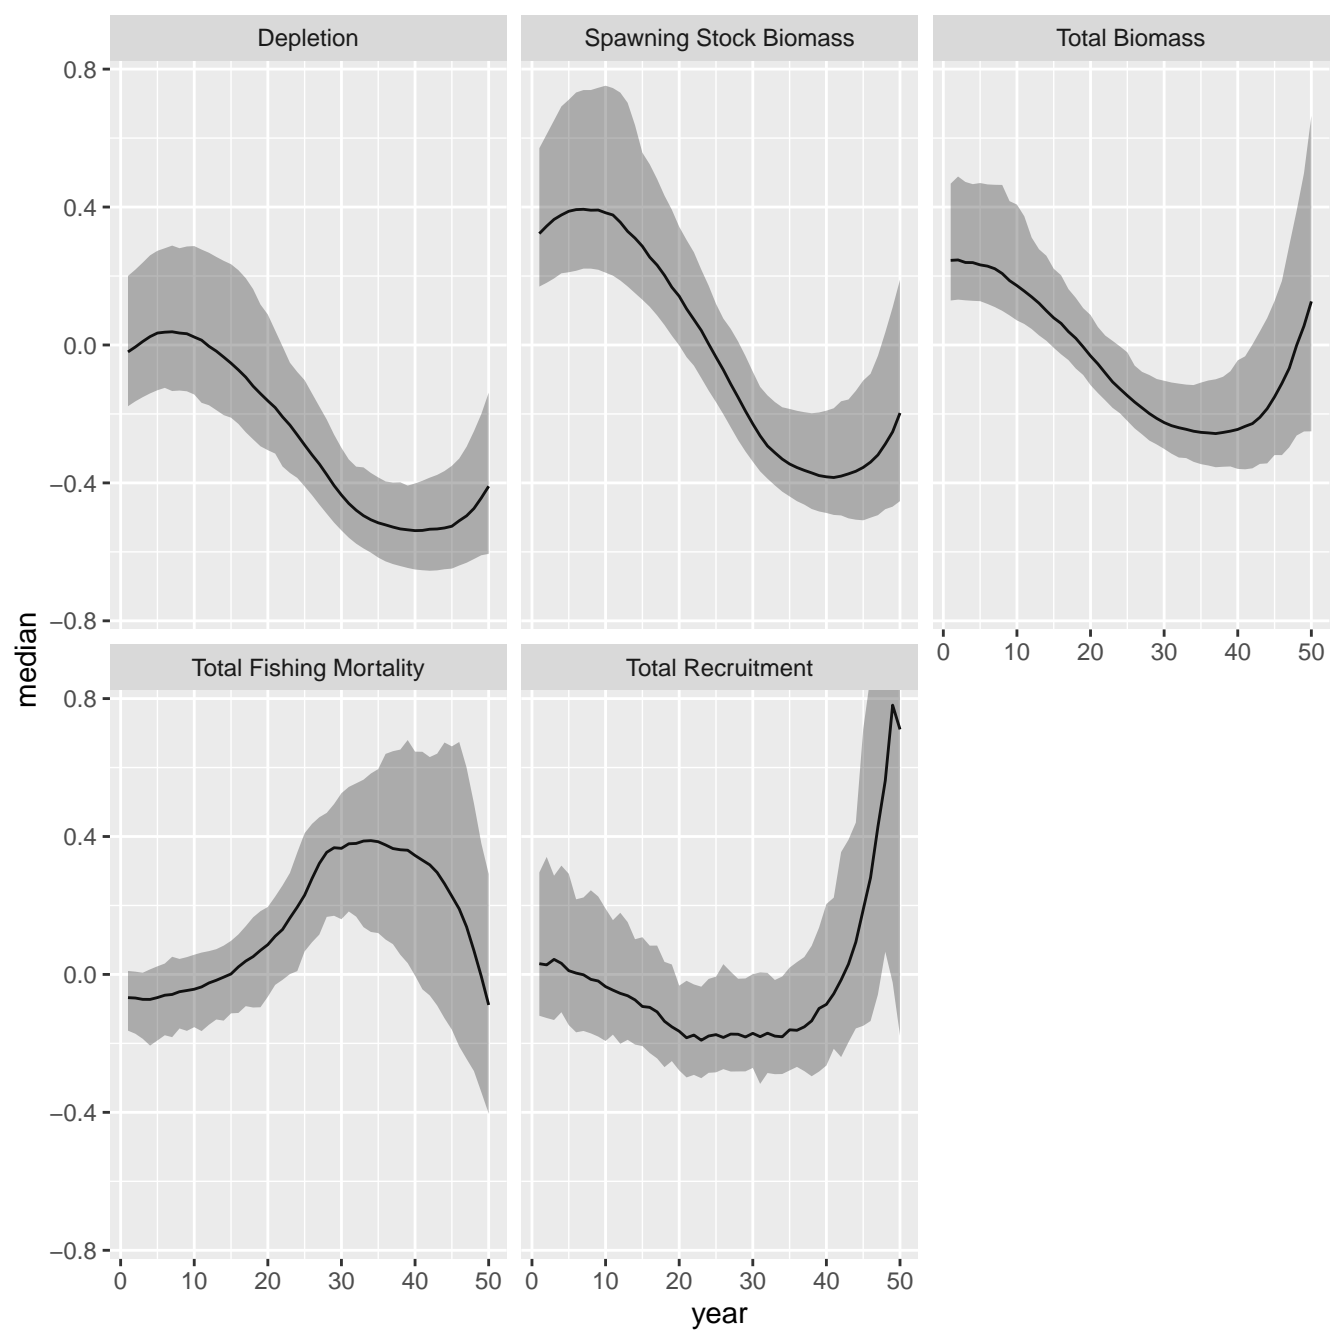 Depletion
Spawning Stock Biomass
Total Biomass
0.8
0.4
0.0
−0.4
−0.8
0 10 20 30 40 50
median
Total Fishing Mortality
Total Recruitment
0.8
0.4
0.0
−0.4
−0.8
0 10 20 30 40 50
0 10 20 30 40 50
year